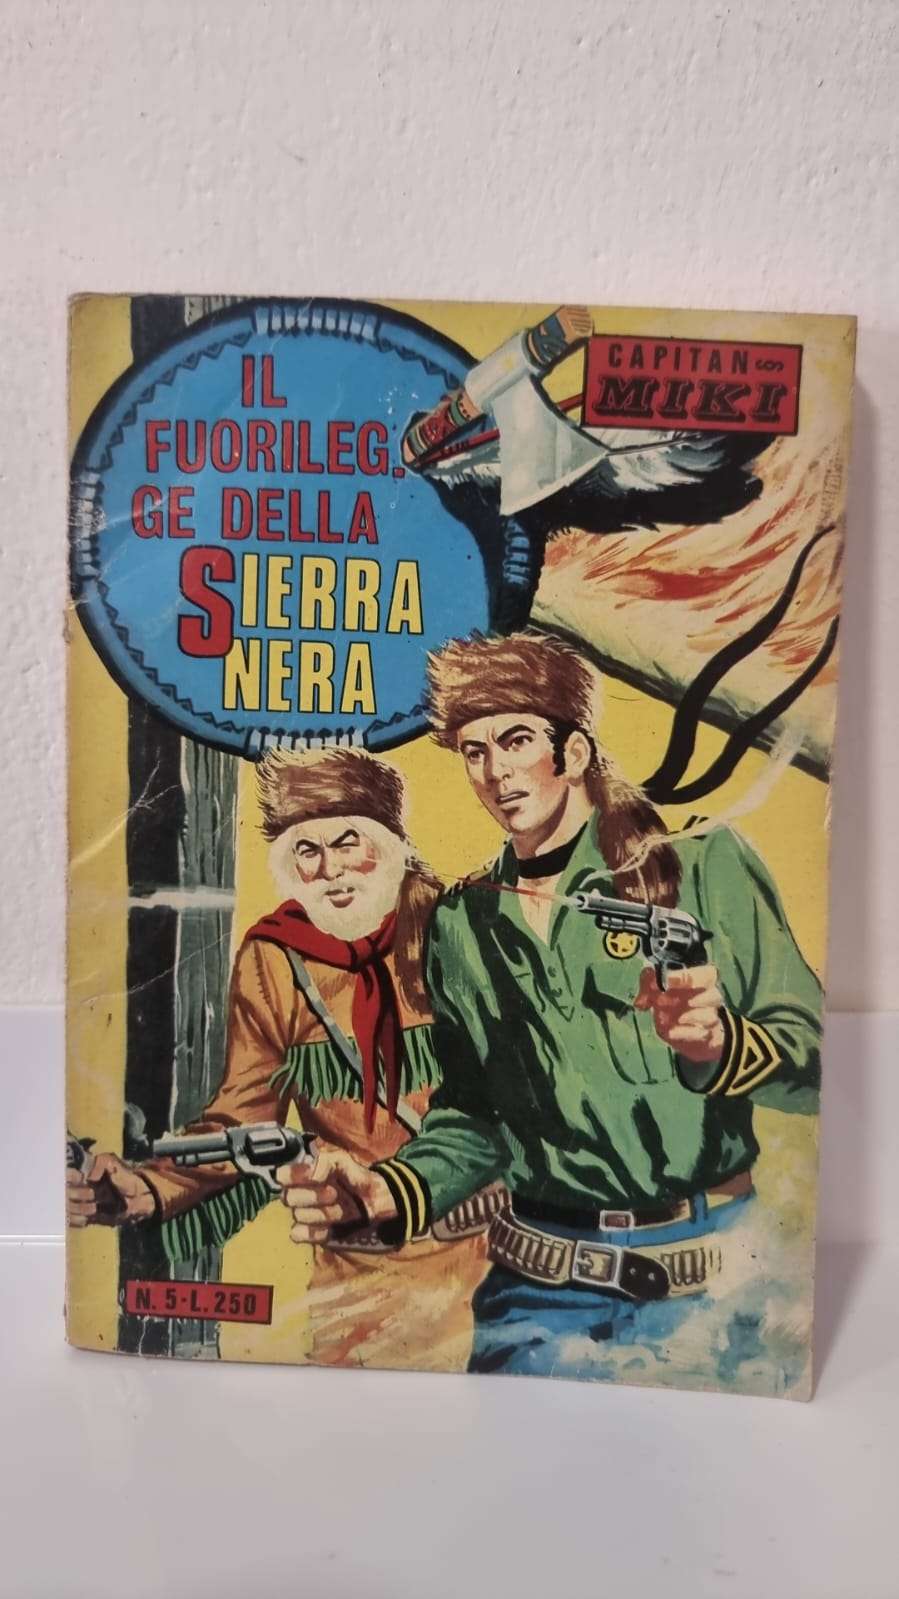 IL
FUORILEG-
GE DELLA
SIERRA
NERA
CAPITAN
MIKI
N. 5-L. 250